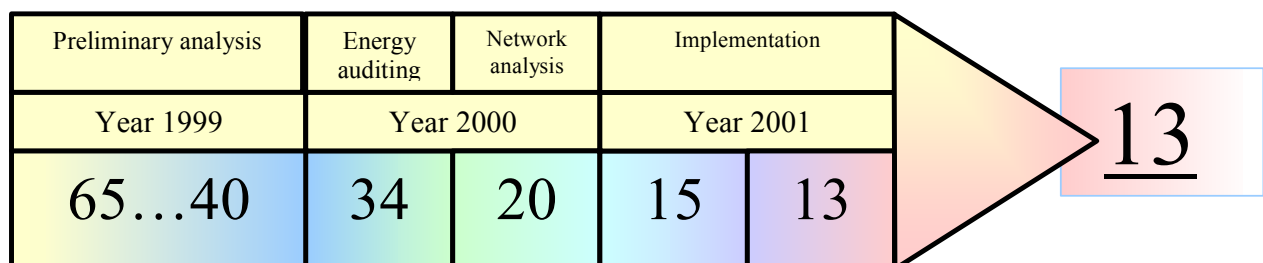 Preliminary analysis
Energy
auditing
Network
analysis
Implementation
Year 1999
Year 2000
Year 2001
65…40
34
20
15
13
13